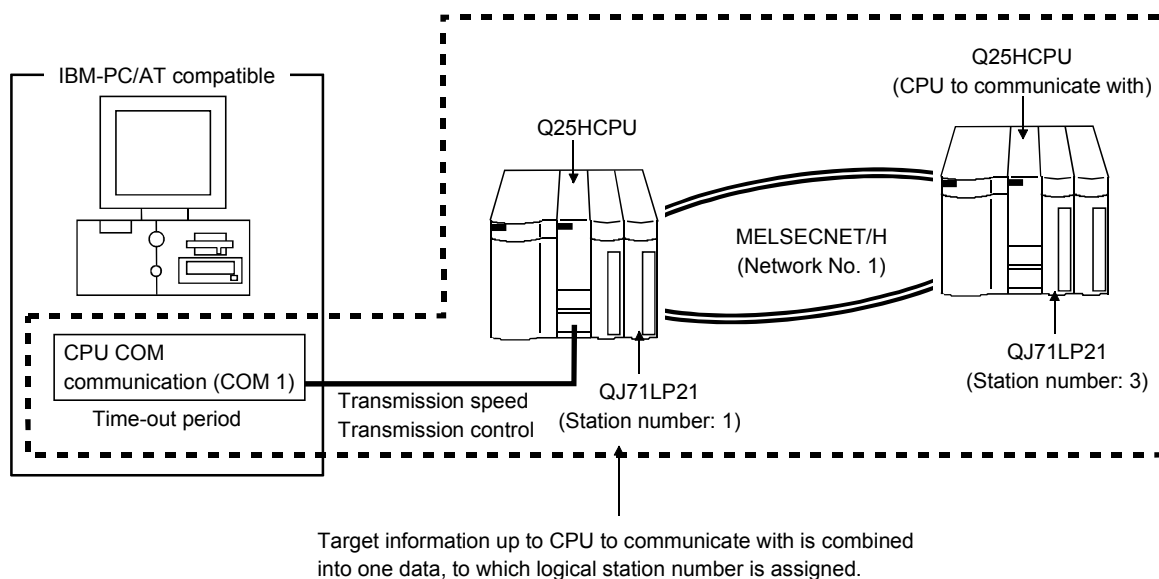 IBM-PC/AT compatible
Q25HCPU
(CPU to communicate with)
Q25HCPU
MELSECNET/H
(Network No. 1)
CPU COM
communication (COM 1)
Time-out period
Transmission speed
Transmission control
QJ71LP21
(Station number: 1)
QJ71LP21
(Station number: 3)
Target information up to CPU to communicate with is combined
into one data, to which logical station number is assigned.